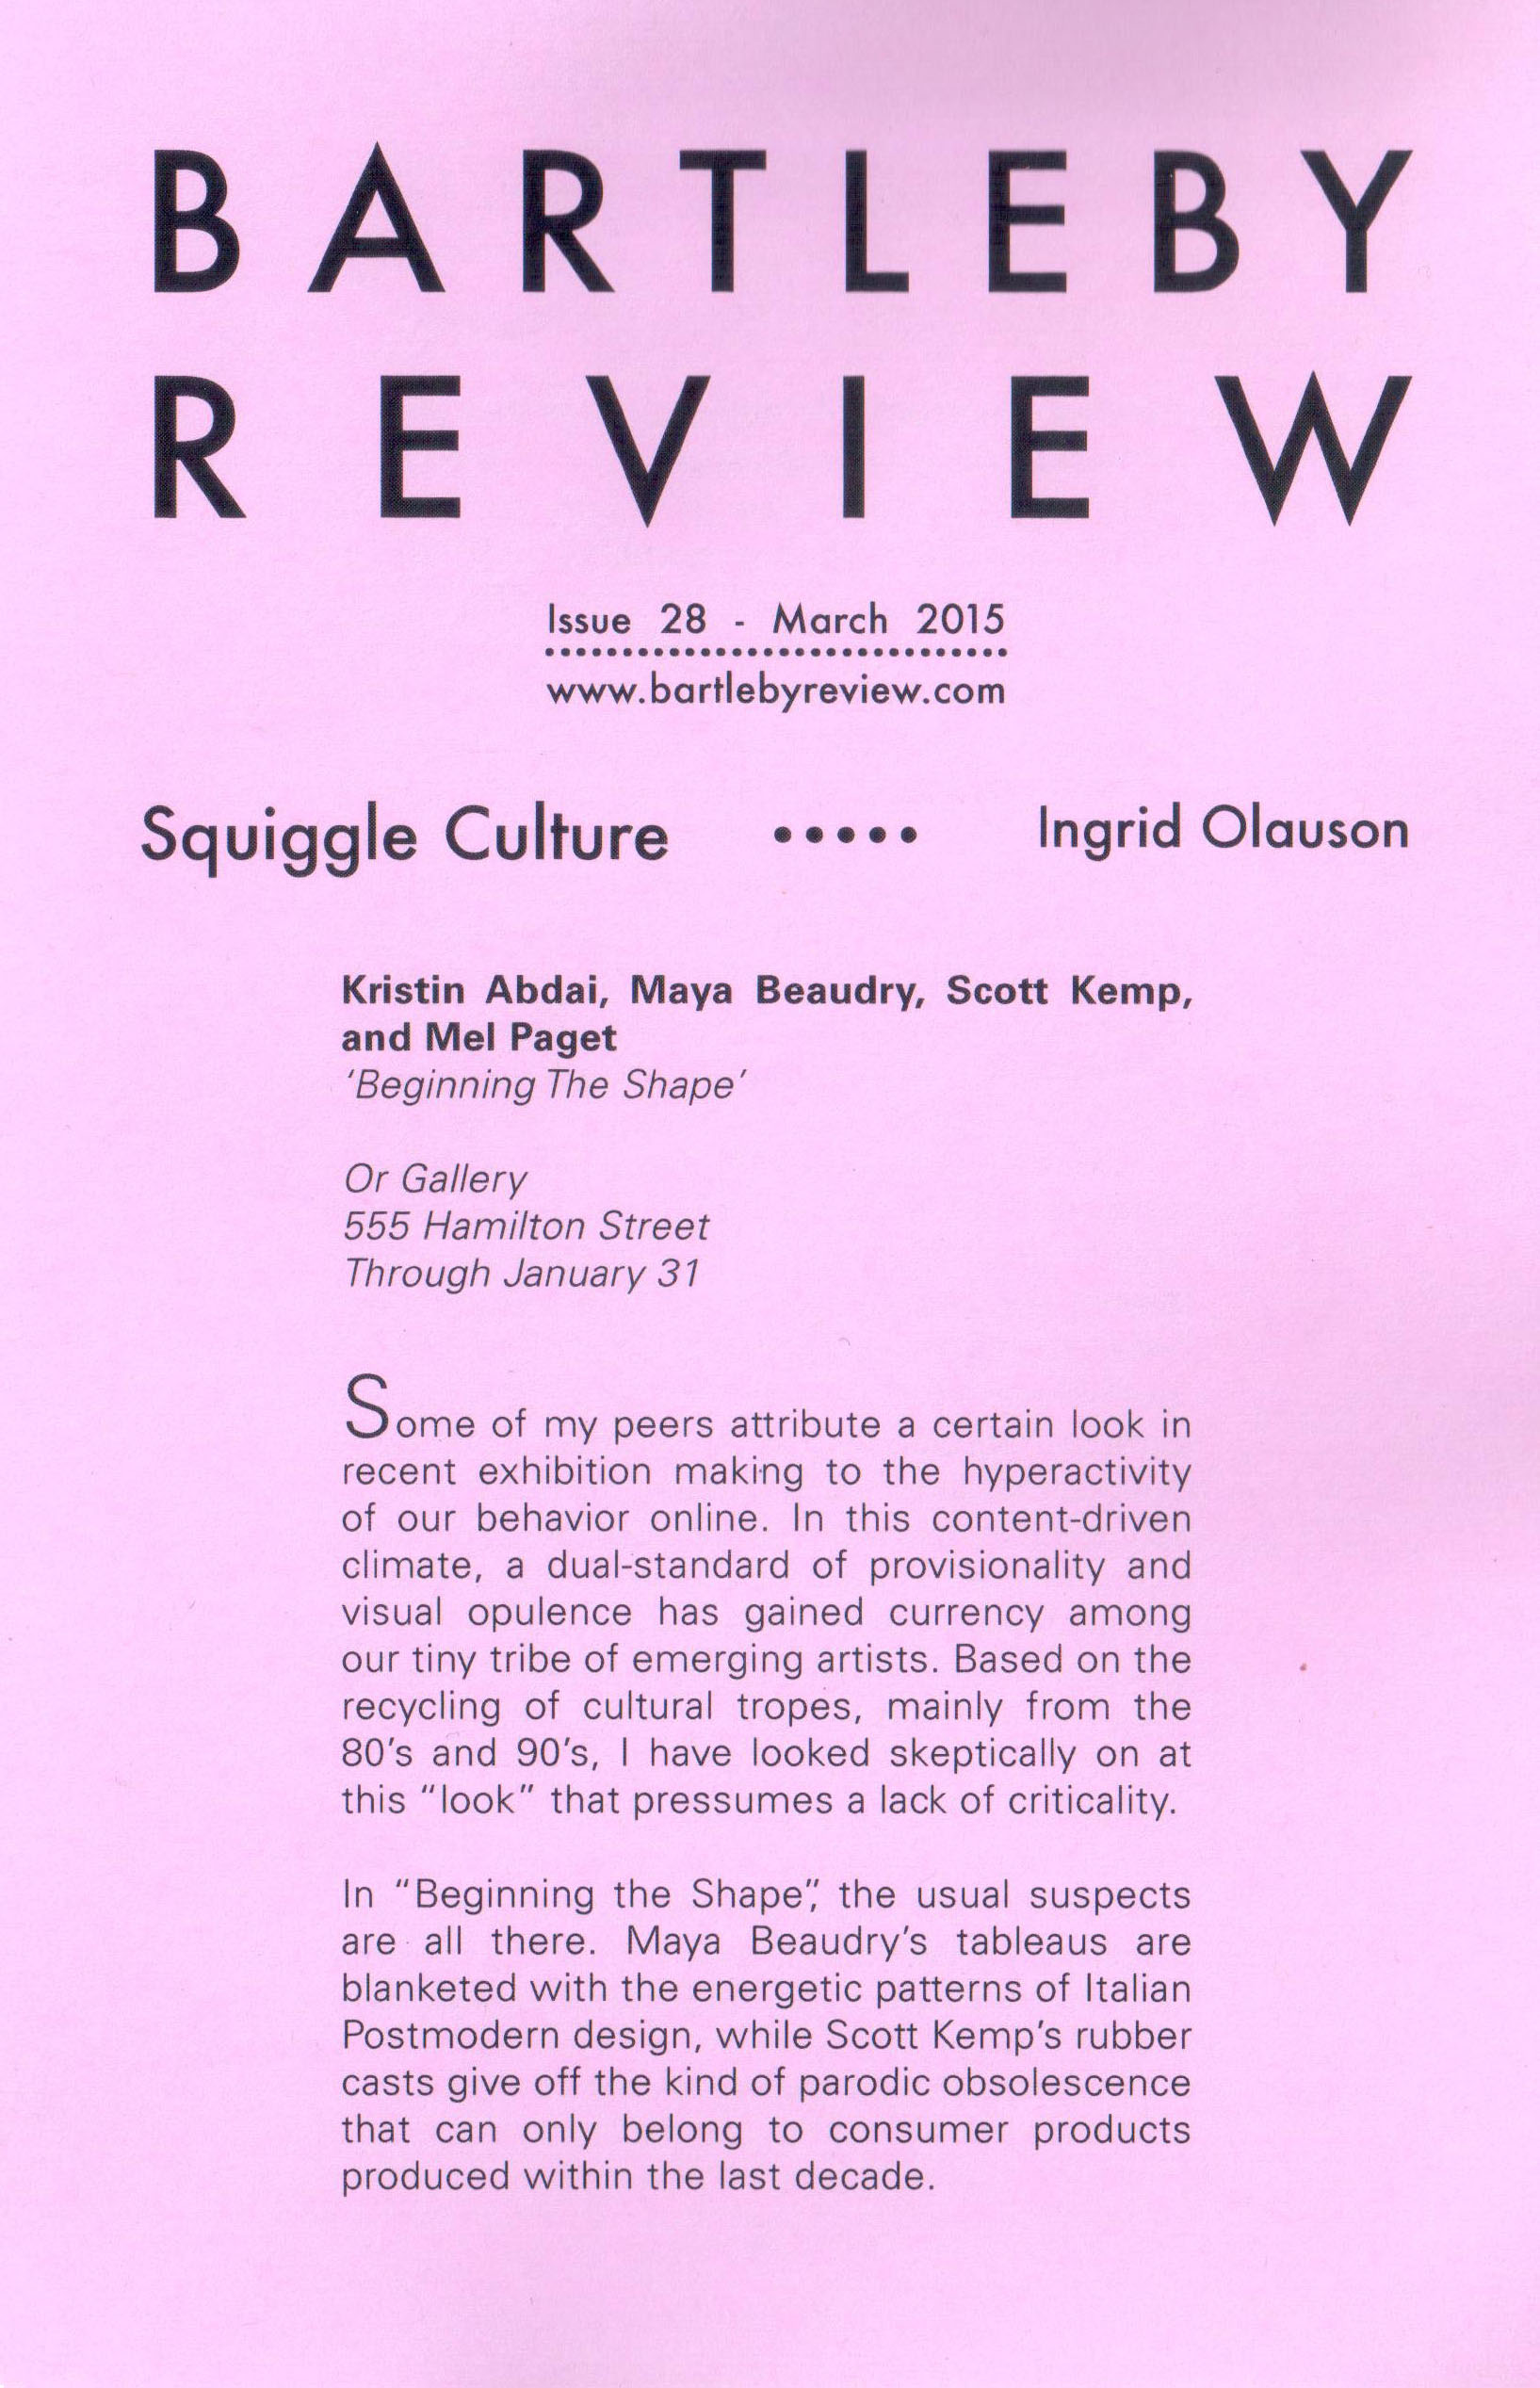 BARTLEBY
REVIEW
Issue 28 - March 2015
www.bartlebyreview.com
Squiggle Culture ••••• Ingrid Olauson
Kristin Abdai, Maya Beaudry, Scott Kemp,
and Mel Paget
‘Beginning The Shape’
Or Gallery
555 Hamilton Street
Through January 31
Some of my peers attribute a certain look in
recent exhibition making to the hyperactivity
of our behavior online. In this content-driven
climate, a dual-standard of provisionality and
visual opulence has gained currency among
our tiny tribe of emerging artists. Based on the
recycling of cultural tropes, mainly from the
80’s and 90’s, I have looked skeptically on at
this “look” that pressumes a lack of criticality.
In “Beginning the Shape”, the usual suspects
are all there. Maya Beaudry’s tableaus are
blanketed with the energetic patterns of Italian
Postmodern design, while Scott Kemp’s rubber
casts give off the kind of parodic obsolescence
that can only belong to consumer products
produced within the last decade.